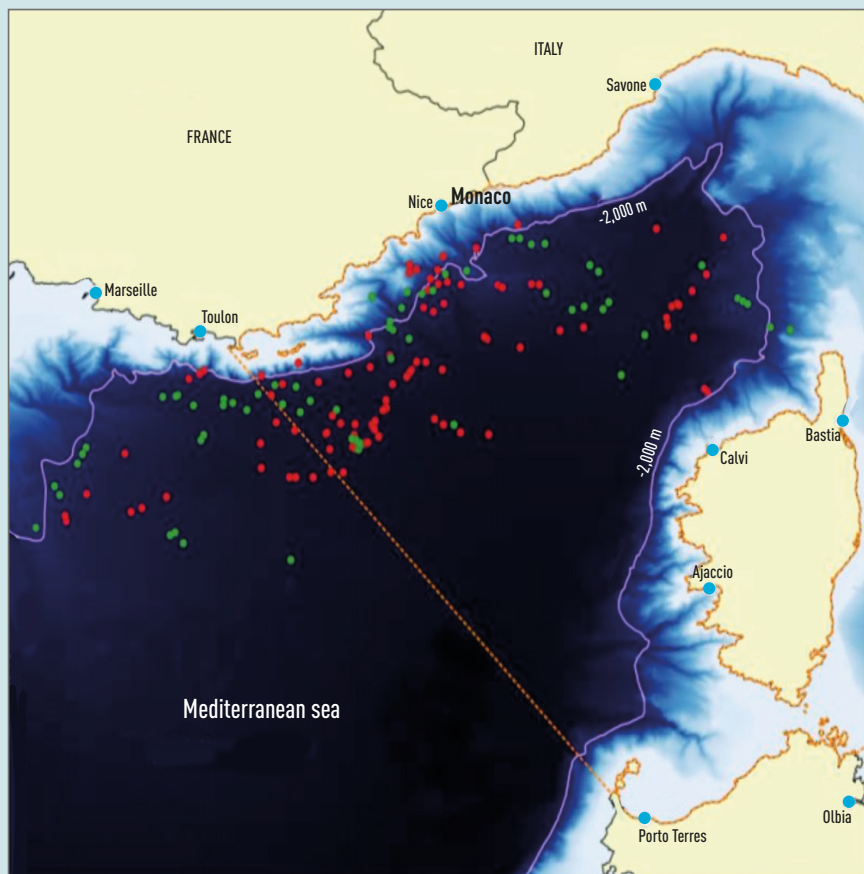 ITALY
Savone
FRANCE
Nice
Monaco
-2,000 m
Marseille
Toulon
-2,000 m
Bastia
Calvi
Ajaccio
Mediterranean sea
Olbia
Porto Terres